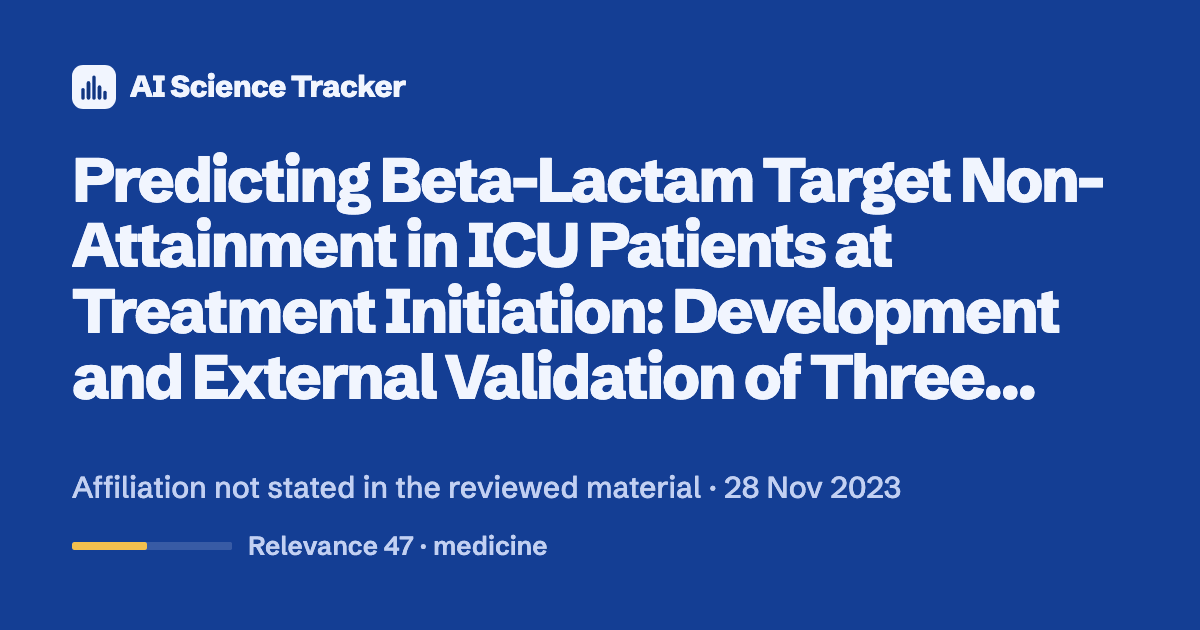 AI Science Tracker
Predicting Beta-Lactam Target Non-
Attainment in ICU Patients at
Treatment Initiation: Development
and External Validation of Three...
Affiliation not stated in the reviewed material · 28 Nov 2023
Relevance 47 · medicine